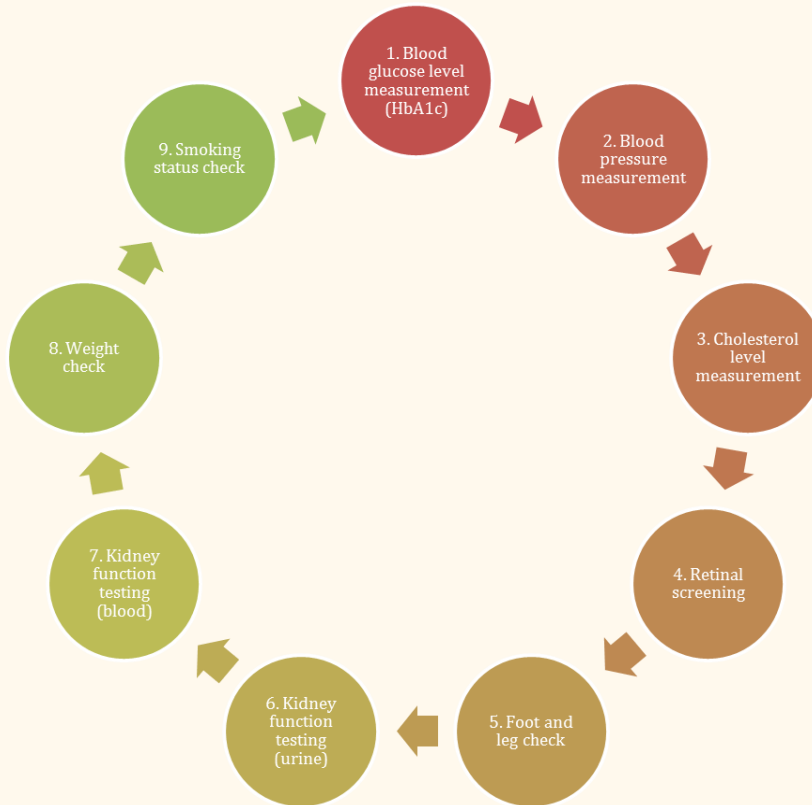 1. Blood
glucose level
measurement
(HbA1c)
2. Blood
pressure
measurement
3. Cholesterol
level
measurement
4. Retinal
screening
5. Foot and
leg check
6. Kidney
function
testing
(urine)
7. Kidney
function
testing
(blood)
8. Weight
check
9. Smoking
status check